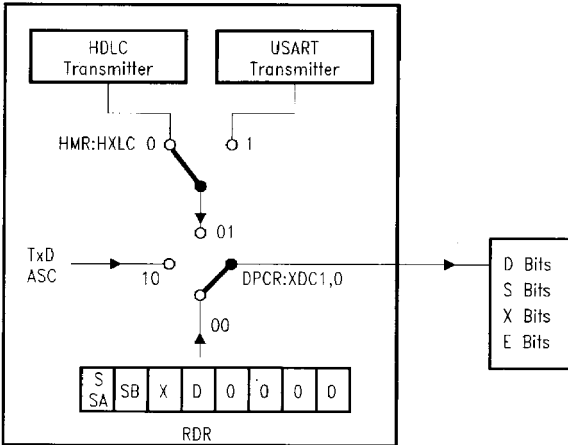 HDLC
Transmitter
USART
Transmitter
HMR:HXLC 0
1
01
TxD
ASC
10
DPCR:XDC1,0
00
D Bits
S Bits
X Bits
E Bits
S
SA
SB
X
D
0
0
0
0
RDR